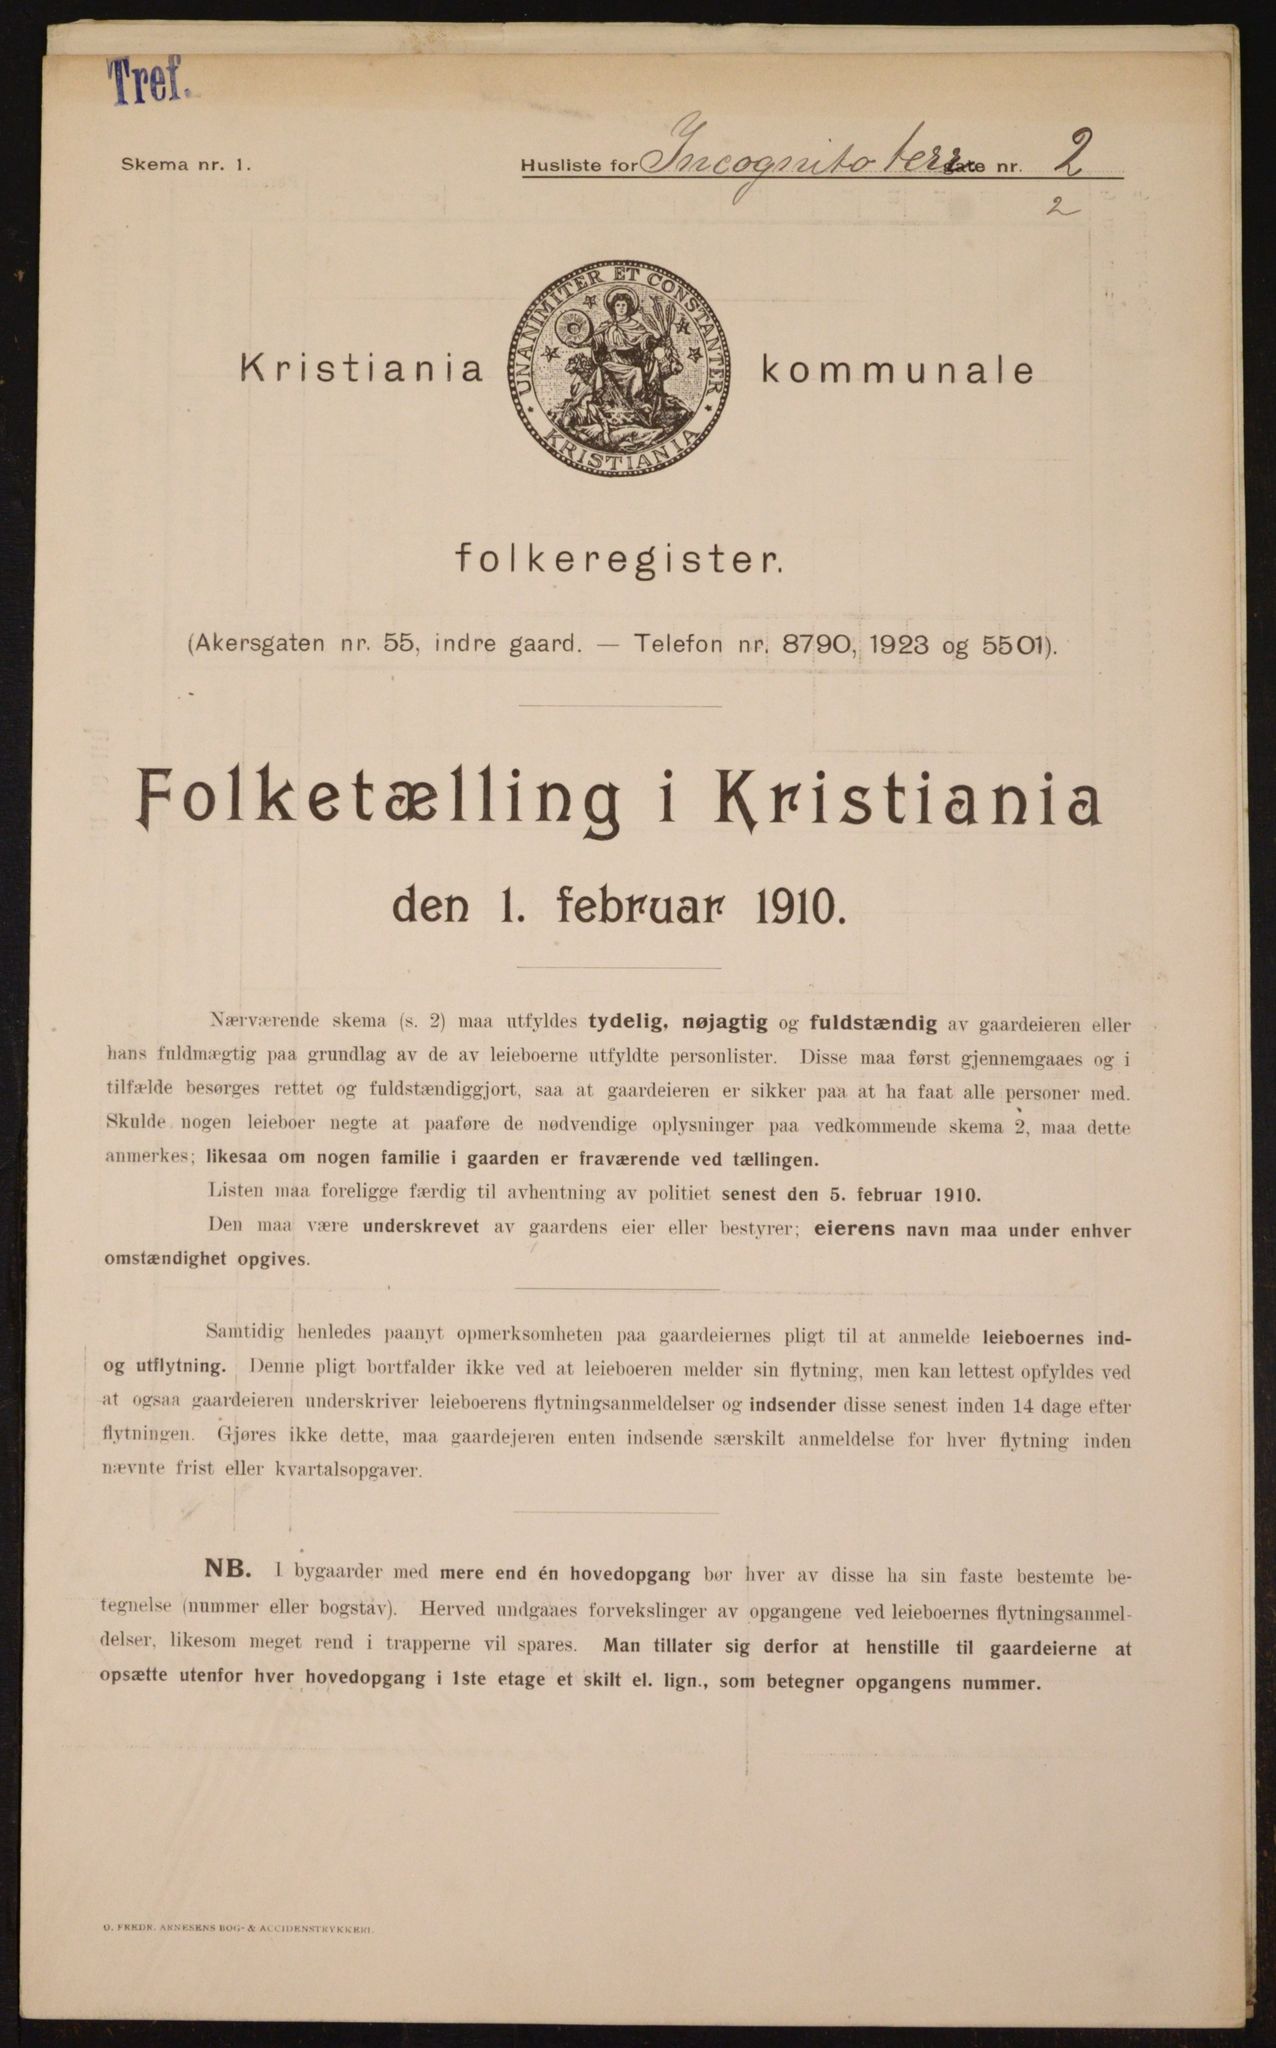 Tref.
Skema nr. 1.
Husliste for Incognito terr gate nr. 2
2
UNANIMITER ET CONSTANTER
KRISTIANIA
Kristiania kommunale
folkeregister.
(Akersgaten nr. 55, indre gaard. — Telefon nr. 8790, 1923 og 5501).
Folketælling i Kristiania
den 1. februar 1910.
Nærværende skema (s. 2) maa utfyldes tydelig, nøjagtig og fuldstændig av gaardeieren eller
hans fuldmægtig paa grundlag av de av leieboerne utfyldte personlister. Disse maa først gjennemgaaes og i
tilfælde besørges rettet og fuldstændiggjort, saa at gaardeieren er sikker paa at ha faat alle personer med.
Skulde nogen leieboer negte at paaføre de nødvendige oplysninger paa vedkommende skema 2, maa dette
anmerkes; likesaa om nogen familie i gaarden er fraværende ved tællingen.
Listen maa foreligge færdig til avhentning av politiet senest den 5. februar 1910.
Den maa være underskrevet av gaardens eier eller bestyrer; eierens navn maa under enhver
omstændighet opgives.
Samtidig henledes paanyt opmerksomheten paa gaardeiernes pligt til at anmelde leieboernes ind-
og utflytning. Denne pligt bortfalder ikke ved at leieboeren melder sin flytning, men kan lettest opfyldes ved
at ogsaa gaardeieren underskriver leieboerens flytningsanmeldelser og indsender disse senest inden 14 dage efter
flytningen. Gjøres ikke dette, maa gaardejeren enten indsende særskilt anmeldelse for hver flytning inden
nævnte frist eller kvartalsopgaver.
NB. I bygaarder med mere end én hovedopgang bør hver av disse ha sin faste bestemte be-
tegnelse (nummer eller bogstav). Herved undgaaes forvekslinger av opgangene ved leieboernes flytningsanmel-
delser, likesom meget rend i trapperne vil spares. Man tillater sig derfor at henstille til gaardeierne at
opsætte utenfor hver hovedopgang i 1ste etage et skilt el. lign., som betegner opgangens nummer.
O. FREDR. ARNESENS BOG- & ACCIDENSTRYKKERI.